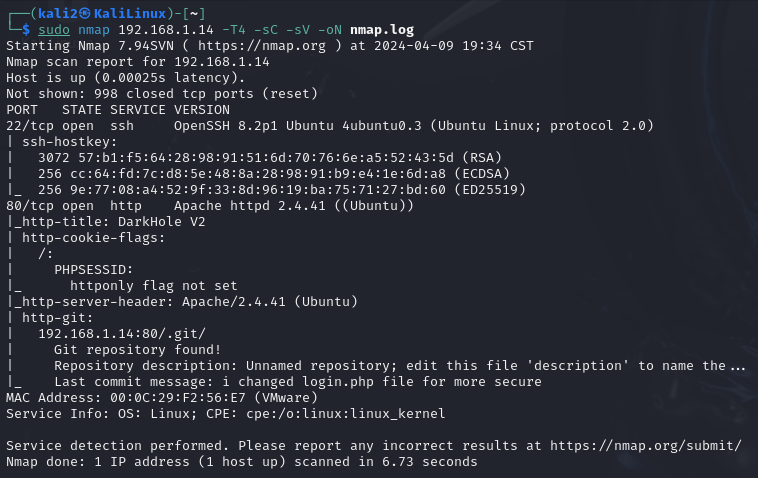 ┌──(kali2㉿KaliLinux)-[~]
└─$ sudo nmap 192.168.1.14 -T4 -sC -sV -oN nmap.log
Starting Nmap 7.94SVN ( https://nmap.org ) at 2024-04-09 19:34 CST
Nmap scan report for 192.168.1.14
Host is up (0.00025s latency).
Not shown: 998 closed tcp ports (reset)
PORT   STATE SERVICE VERSION
22/tcp open  ssh     OpenSSH 8.2p1 Ubuntu 4ubuntu0.3 (Ubuntu Linux; protocol 2.0)
| ssh-hostkey:
|   3072 57:b1:f5:64:28:98:91:51:6d:70:76:6e:a5:52:43:5d (RSA)
|   256 cc:64:fd:7c:d8:5e:48:8a:28:98:91:b9:e4:1e:6d:a8 (ECDSA)
|_  256 9e:77:08:a4:52:9f:33:8d:96:19:ba:75:71:27:bd:60 (ED25519)
80/tcp open  http    Apache httpd 2.4.41 ((Ubuntu))
|_http-title: DarkHole V2
| http-cookie-flags:
|   /:
|     PHPSESSID:
|_      httponly flag not set
|_http-server-header: Apache/2.4.41 (Ubuntu)
| http-git:
|   192.168.1.14:80/.git/
|     Git repository found!
|     Repository description: Unnamed repository; edit this file 'description' to name the...
|_    Last commit message: i changed login.php file for more secure
MAC Address: 00:0C:29:F2:56:E7 (VMware)
Service Info: OS: Linux; CPE: cpe:/o:linux:linux_kernel

Service detection performed. Please report any incorrect results at https://nmap.org/submit/
Nmap done: 1 IP address (1 host up) scanned in 6.73 seconds